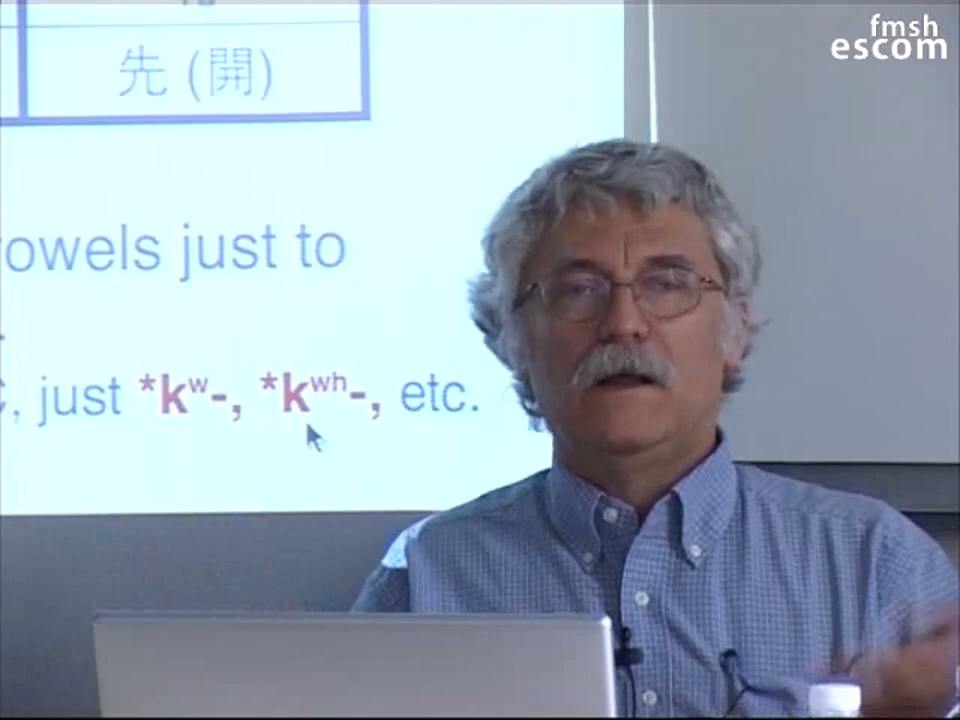 fmsh
escom
先 (開)
owels just to
, just *kʷ-, *kʷʰ-, etc.